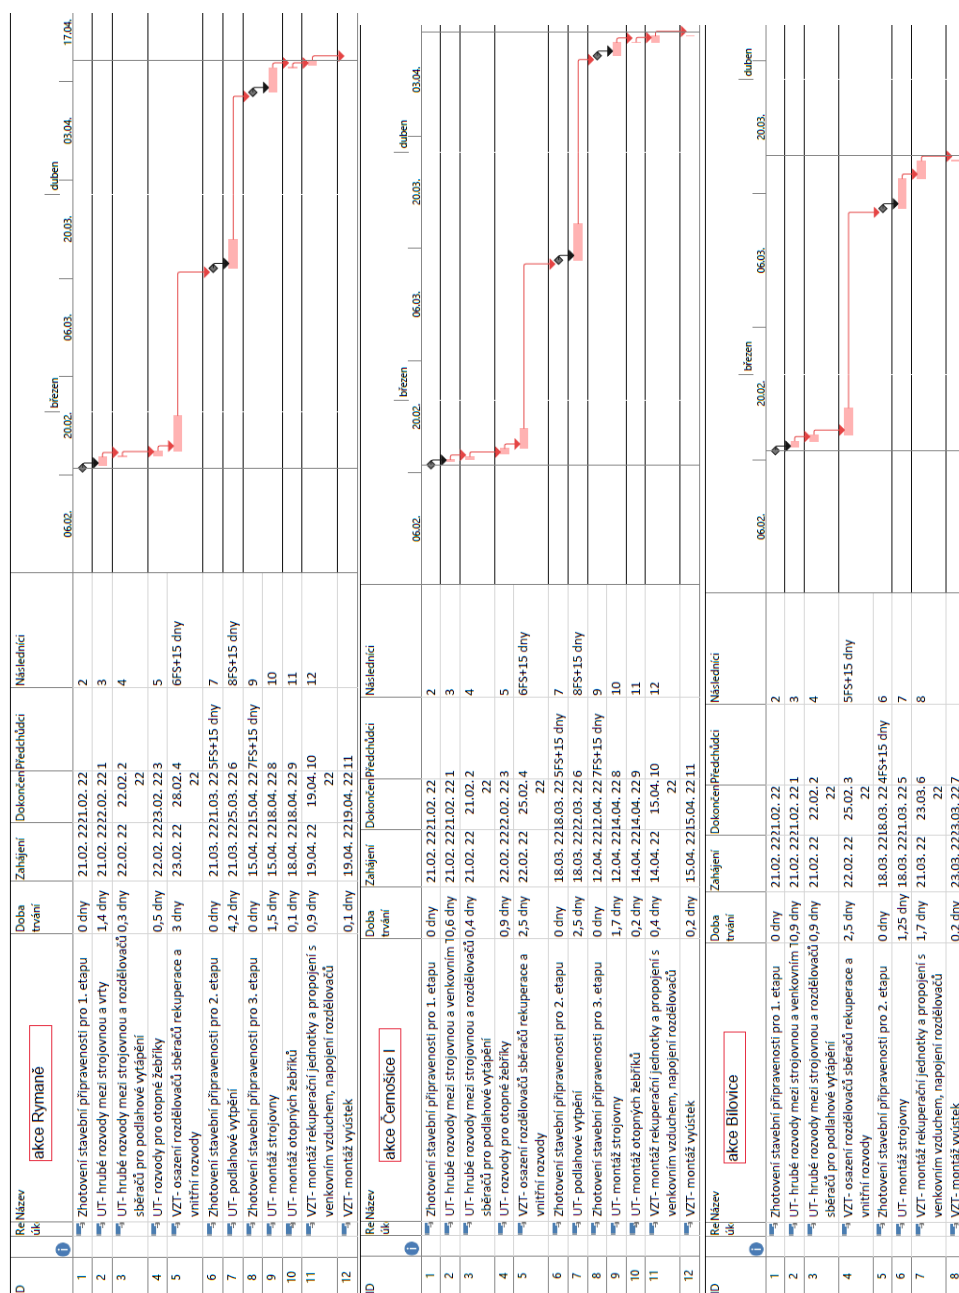 akce Rymaně
ID
Re úk
Název
Doba trvání
Zahájení
Dokončen
Předchůdci
Následníci
06.02.
20.02.
březen
06.03.
20.03.
duben
03.04.
17.04.
1 Zhotovení stavební připravenosti pro 1. etapu 0 dny 21.02. 22 21.02. 22 2
2 UT- hrubé rozvody mezi strojovnou a vrty 1,4 dny 21.02. 22 22.02. 22 1 3
3 UT- hrubé rozvody mezi strojovnou a rozdělovačů 0,3 dny 22.02. 22 22.02. 2 4
sběračů pro podlahové vytápění 22
4 UT- rozvody pro otopné žebříky 0,5 dny 22.02. 22 23.02. 22 3 5
5 VZT- osazení rozdělovačů sběračů rekuperace a 3 dny 23.02. 22 28.02. 4 6FS+15 dny
vnitřní rozvody 22
6 Zhotovení stavební připravenosti pro 2. etapu 0 dny 21.03. 22 21.03. 22 5FS+15 dny 7
7 UT- podlahové vytpění 4,2 dny 21.03. 22 25.03. 22 6 8FS+15 dny
8 Zhotovení stavební připravenosti pro 3. etapu 0 dny 15.04. 22 15.04. 22 7FS+15 dny 9
9 UT- montáž strojovny 1,5 dny 15.04. 22 18.04. 22 8 10
10 UT- montáž otopných žebříků 0,1 dny 18.04. 22 18.04. 22 9 11
11 VZT- montáž rekuperační jednotky a propojení s 0,9 dny 19.04. 22 19.04. 10 12
venkovním vzduchem, napojení rozdělovačů 22
12 VZT- montáž vyústek 0,1 dny 19.04. 22 19.04. 22 11
akce Černošice I
ID
Re úk
Název
Doba trvání
Zahájení
Dokončen
Předchůdci
Následníci
06.02.
20.02.
březen
06.03.
20.03.
duben
03.04.
1 Zhotovení stavební připravenosti pro 1. etapu 0 dny 21.02. 22 21.02. 22 2
2 UT- hrubé rozvody mezi strojovnou a venkovním T 0,6 dny 21.02. 22 21.02. 22 1 3
3 UT- hrubé rozvody mezi strojovnou a rozdělovačů 0,4 dny 21.02. 22 21.02. 2 4
sběračů pro podlahové vytápění 22
4 UT- rozvody pro otopné žebříky 0,9 dny 22.02. 22 22.02. 22 3 5
5 VZT- osazení rozdělovačů sběračů rekuperace a 2,5 dny 22.02. 22 25.02. 4 6FS+15 dny
vnitřní rozvody 22
6 Zhotovení stavební připravenosti pro 2. etapu 0 dny 18.03. 22 18.03. 22 5FS+15 dny 7
7 UT- podlahové vytpění 2,5 dny 18.03. 22 22.03. 22 6 8FS+15 dny
8 Zhotovení stavební připravenosti pro 3. etapu 0 dny 12.04. 22 12.04. 22 7FS+15 dny 9
9 UT- montáž strojovny 1,7 dny 12.04. 22 14.04. 22 8 10
10 UT- montáž otopných žebříků 0,2 dny 14.04. 22 14.04. 22 9 11
11 VZT- montáž rekuperační jednotky a propojení s 0,4 dny 14.04. 22 15.04. 10 12
venkovním vzduchem, napojení rozdělovačů 22
12 VZT- montáž vyústek 0,2 dny 15.04. 22 15.04. 22 11
akce Bílovice
ID
Re úk
Název
Doba trvání
Zahájení
Dokončen
Předchůdci
Následníci
06.02.
20.02.
březen
06.03.
20.03.
duben
1 Zhotovení stavební připravenosti pro 1. etapu 0 dny 21.02. 22 21.02. 22 2
2 UT- hrubé rozvody mezi strojovnou a venkovním T 0,9 dny 21.02. 22 21.02. 22 1 3
3 UT- hrubé rozvody mezi strojovnou a rozdělovačů 0,9 dny 21.02. 22 22.02. 2 4
sběračů pro podlahové vytápění 22
4 VZT- osazení rozdělovačů sběračů rekuperace a 2,5 dny 22.02. 22 25.02. 3 5FS+15 dny
vnitřní rozvody 22
5 Zhotovení stavební připravenosti pro 2. etapu 0 dny 18.03. 22 18.03. 22 4FS+15 dny 6
6 UT- montáž strojovny 1,25 dny 18.03. 22 21.03. 22 5 7
7 VZT- montáž rekuperační jednotky a propojení s 1,7 dny 21.03. 22 23.03. 6 8
venkovním vzduchem, napojení rozdělovačů 22
8 VZT- montáž vyústek 0,2 dny 23.03. 22 23.03. 22 7